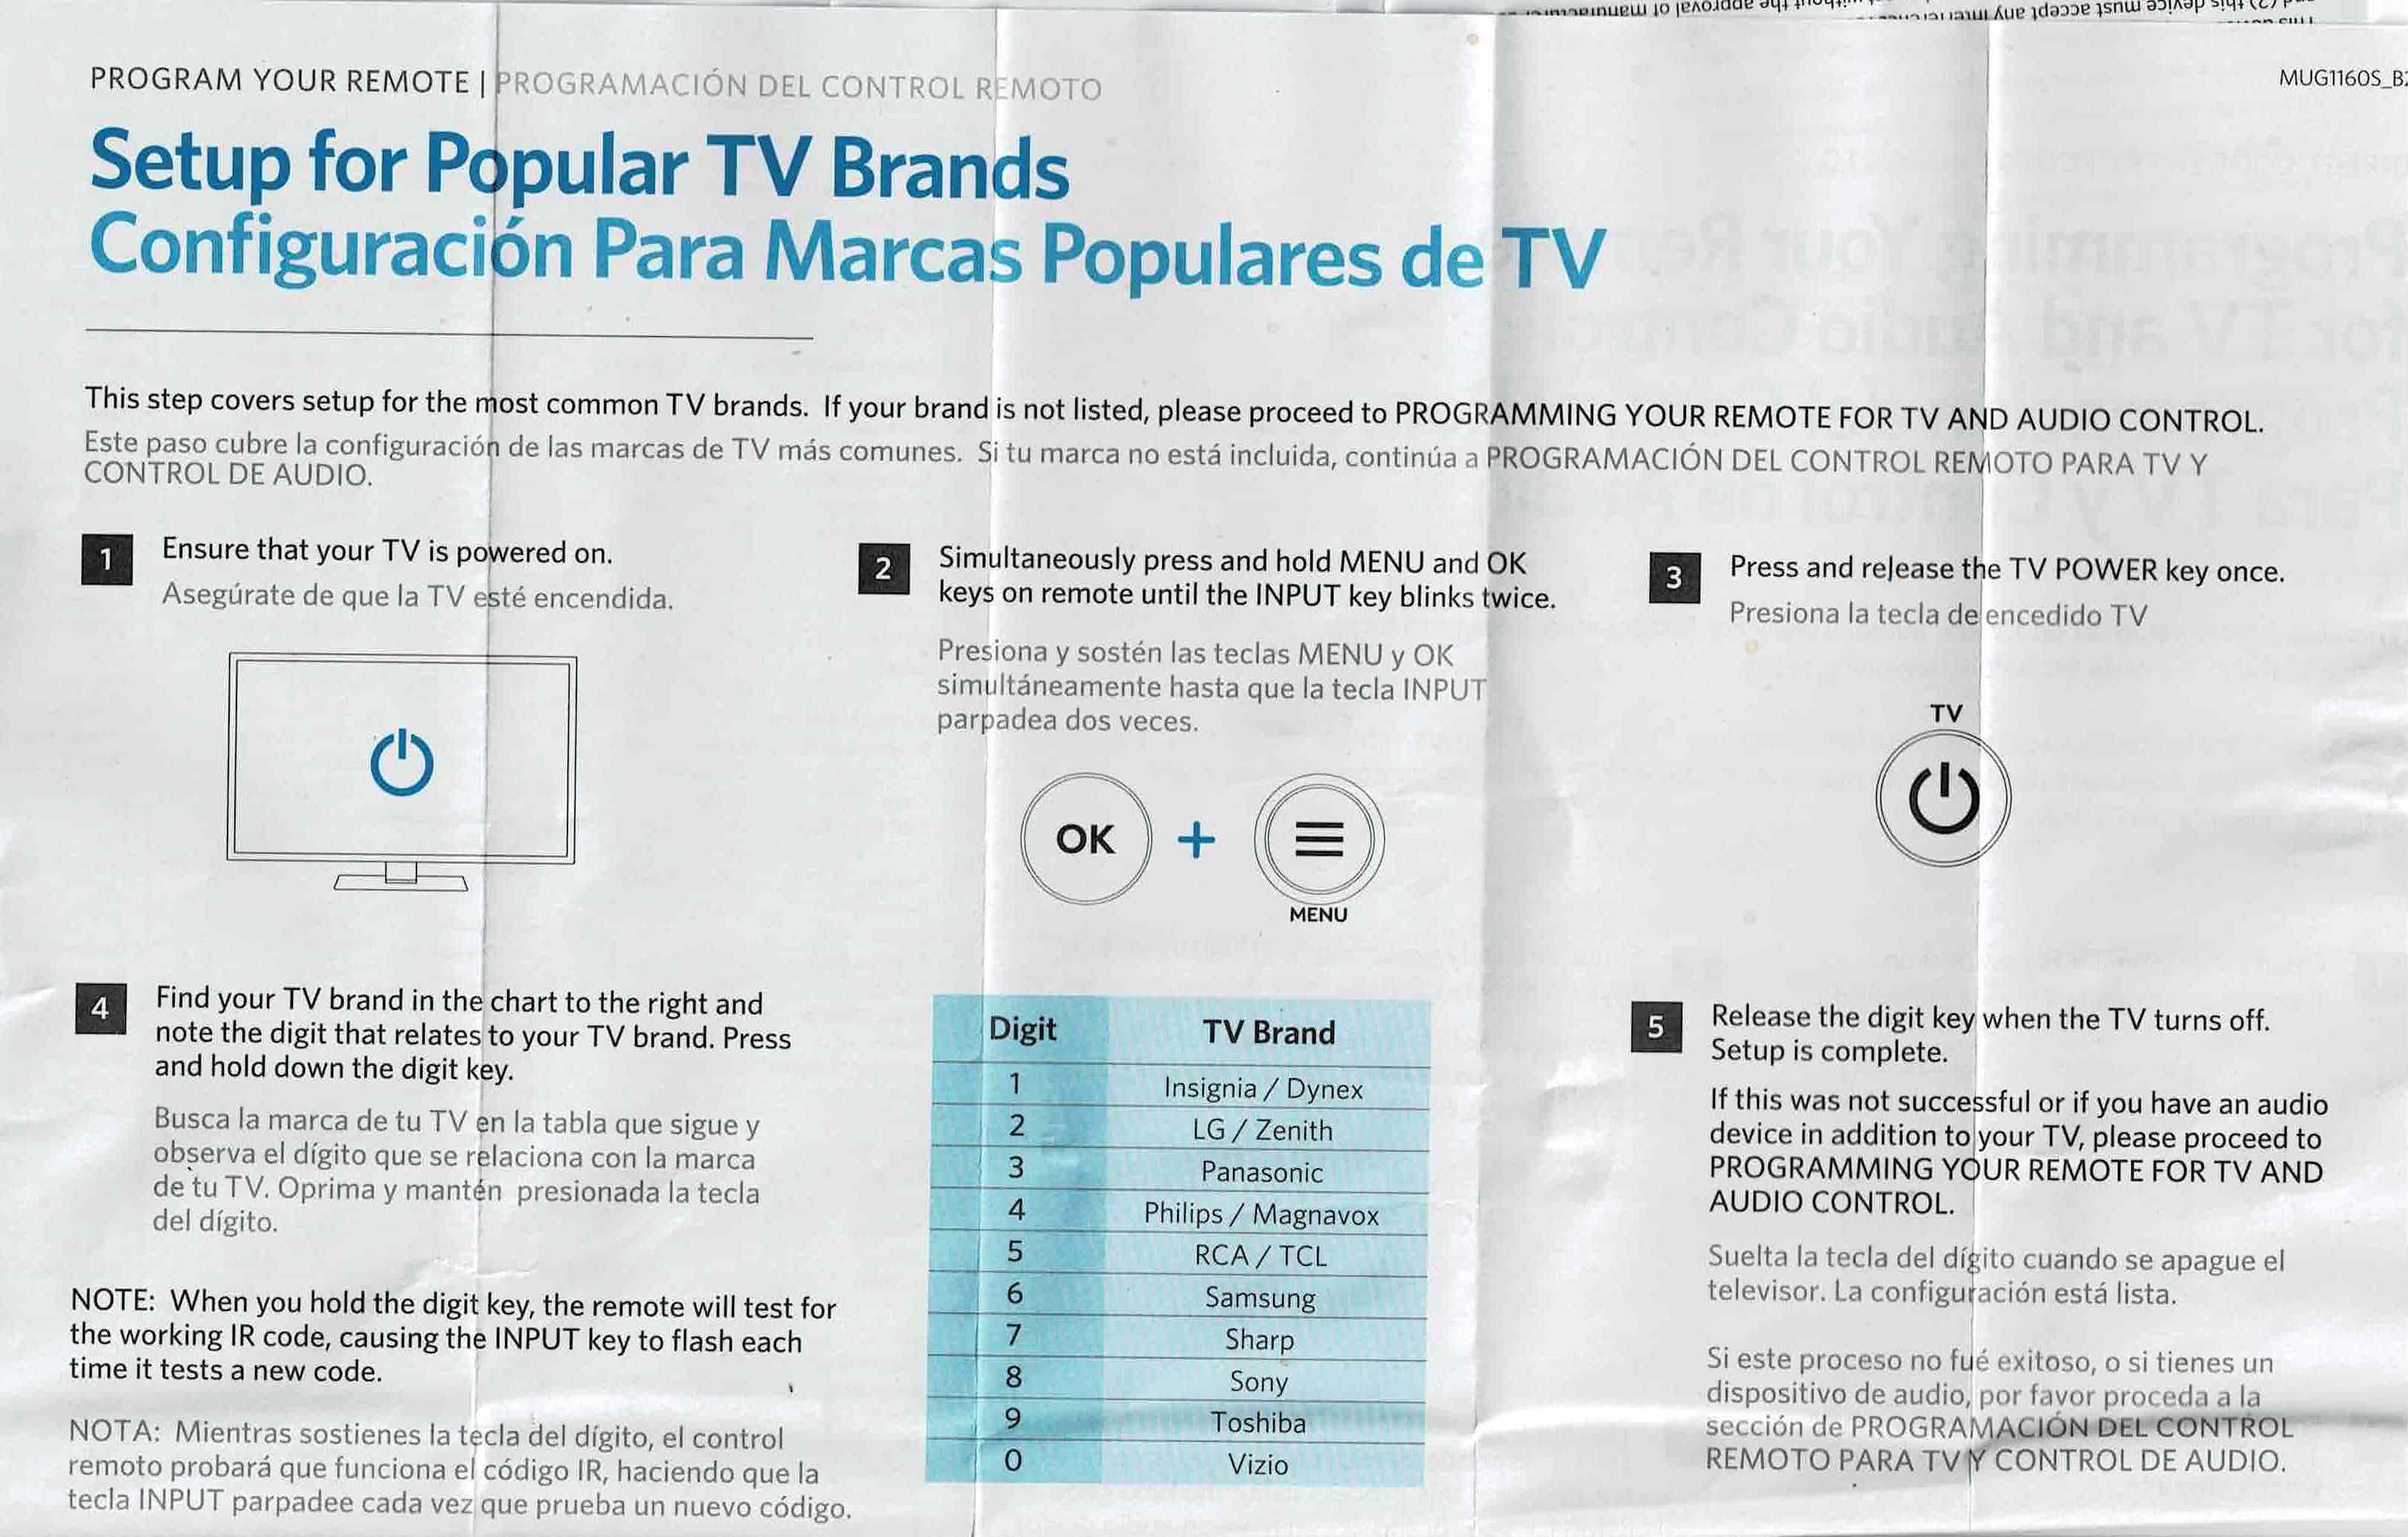 PROGRAM YOUR REMOTE | PROGRAMACIÓN DEL CONTROL REMOTO
MUG1160S_B
Setup for Popular TV Brands
Configuración Para Marcas Populares de TV
This step covers setup for the most common TV brands. If your brand is not listed, please proceed to PROGRAMMING YOUR REMOTE FOR TV AND AUDIO CONTROL.
Este paso cubre la configuración de las marcas de TV más comunes. Si tu marca no está incluida, continúa a PROGRAMACIÓN DEL CONTROL REMOTO PARA TV Y
CONTROL DE AUDIO.
1
Ensure that your TV is powered on.
Asegúrate de que la TV esté encendida.
2
Simultaneously press and hold MENU and OK
keys on remote until the INPUT key blinks twice.
Presiona y sostén las teclas MENU y OK
simultáneamente hasta que la tecla INPUT
parpadea dos veces.
OK
+
MENU
3
Press and release the TV POWER key once.
Presiona la tecla de encedido TV
TV
4
Find your TV brand in the chart to the right and
note the digit that relates to your TV brand. Press
and hold down the digit key.
Busca la marca de tu TV en la tabla que sigue y
observa el dígito que se relaciona con la marca
de tu TV. Oprima y mantén presionada la tecla
del dígito.
NOTE: When you hold the digit key, the remote will test for
the working IR code, causing the INPUT key to flash each
time it tests a new code.
NOTA: Mientras sostienes la tecla del dígito, el control
remoto probará que funciona el código IR, haciendo que la
tecla INPUT parpadee cada vez que prueba un nuevo código.
Digit TV Brand
1 Insignia / Dynex
2 LG / Zenith
3 Panasonic
4 Philips / Magnavox
5 RCA / TCL
6 Samsung
7 Sharp
8 Sony
9 Toshiba
0 Vizio
5
Release the digit key when the TV turns off.
Setup is complete.
If this was not successful or if you have an audio
device in addition to your TV, please proceed to
PROGRAMMING YOUR REMOTE FOR TV AND
AUDIO CONTROL.
Suelta la tecla del dígito cuando se apague el
televisor. La configuración está lista.
Si este proceso no fué exitoso, o si tienes un
dispositivo de audio, por favor proceda a la
sección de PROGRAMACIÓN DEL CONTROL
REMOTO PARA TV Y CONTROL DE AUDIO.